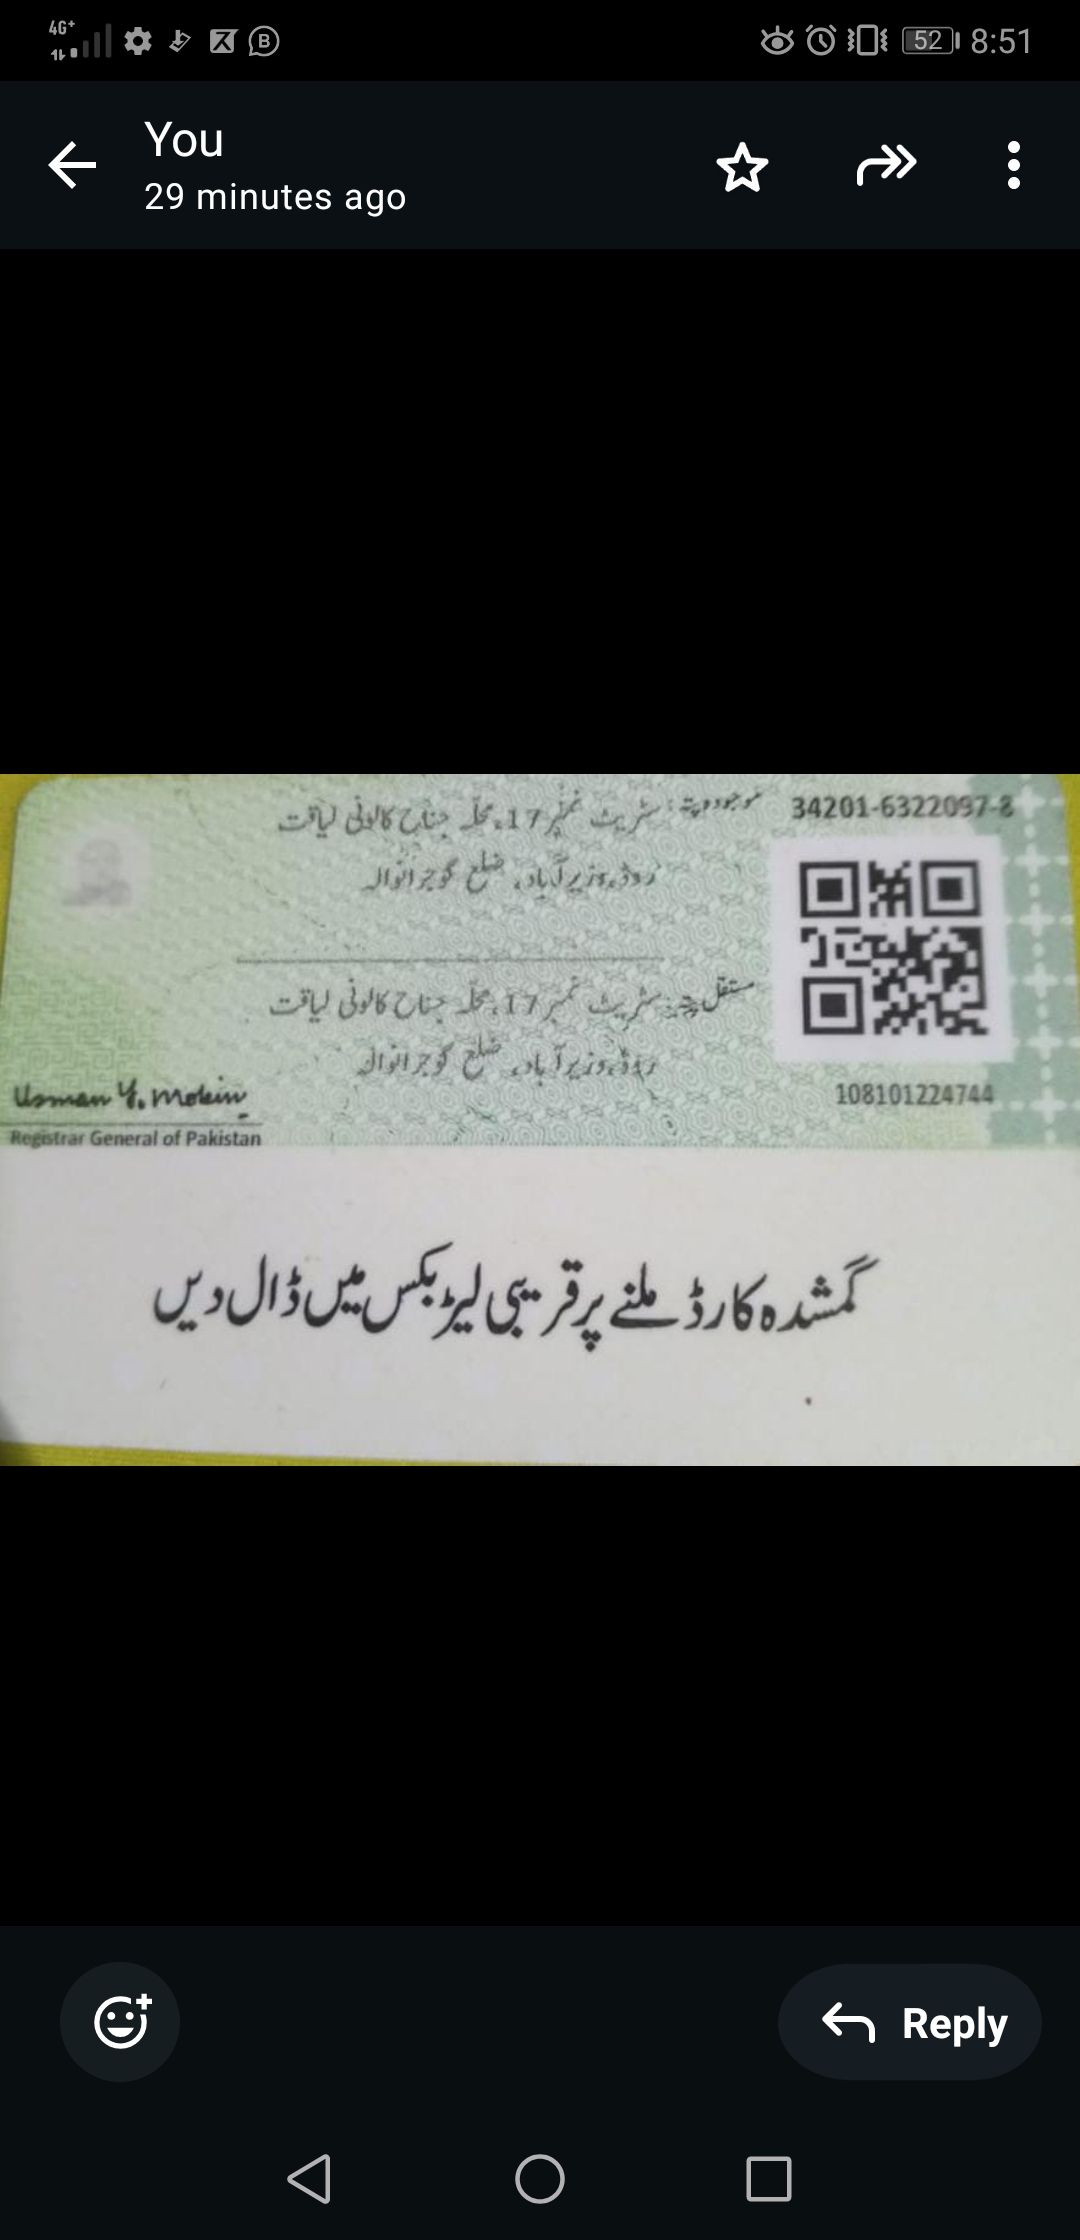 4G+
52 8:51
You
29 minutes ago
34201-6322097-8
موجودہ پتہ: سٹریٹ نمبر 17، محلہ جناح کالونی لیاقت
روڈ، وزیر آباد، ضلع گوجرانوالہ
مستقل پتہ: سٹریٹ نمبر 17، محلہ جناح کالونی لیاقت
روڈ، وزیر آباد، ضلع گوجرانوالہ
108101224744
Usman Y. Mobin
Registrar General of Pakistan
گمشدہ کارڈ ملنے پر قریبی لیٹر بکس میں ڈال دیں
Reply